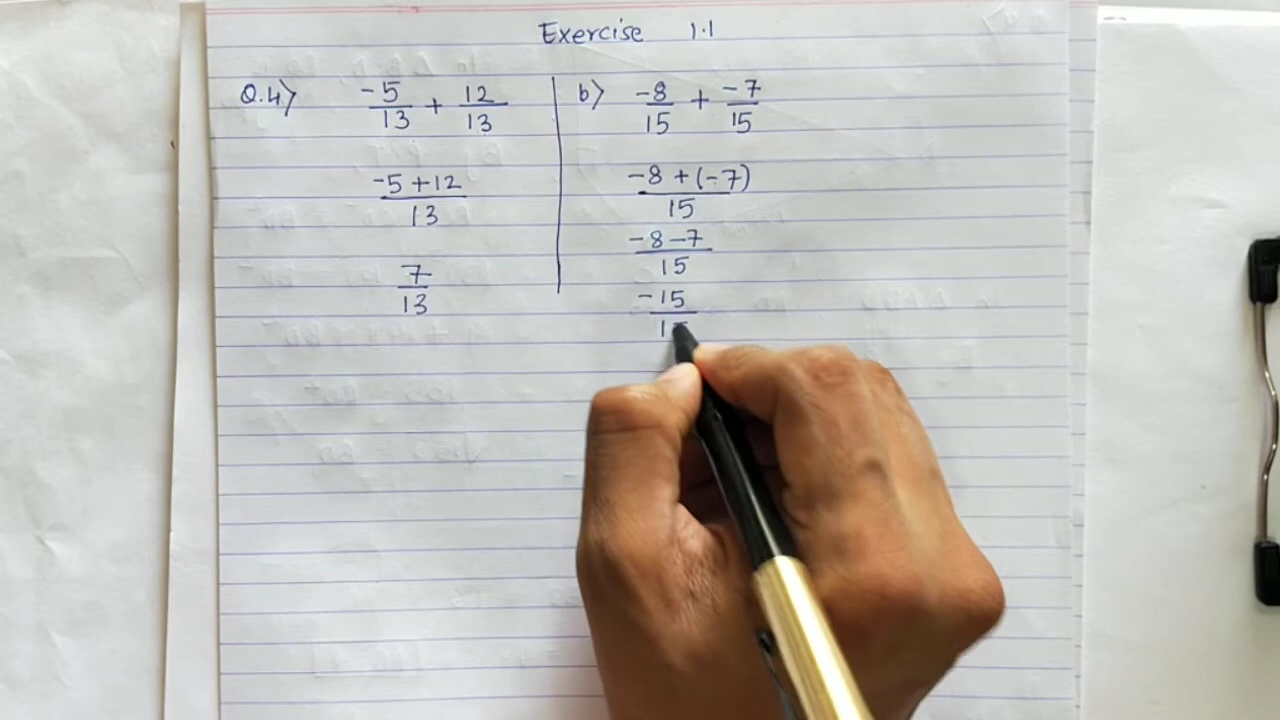 Exercise 1.1
Q.4) -5/13 + 12/13
-5+12/13
7/13
b) -8/15 + -7/15
-8+(-7)/15
-8-7/15
-15/15